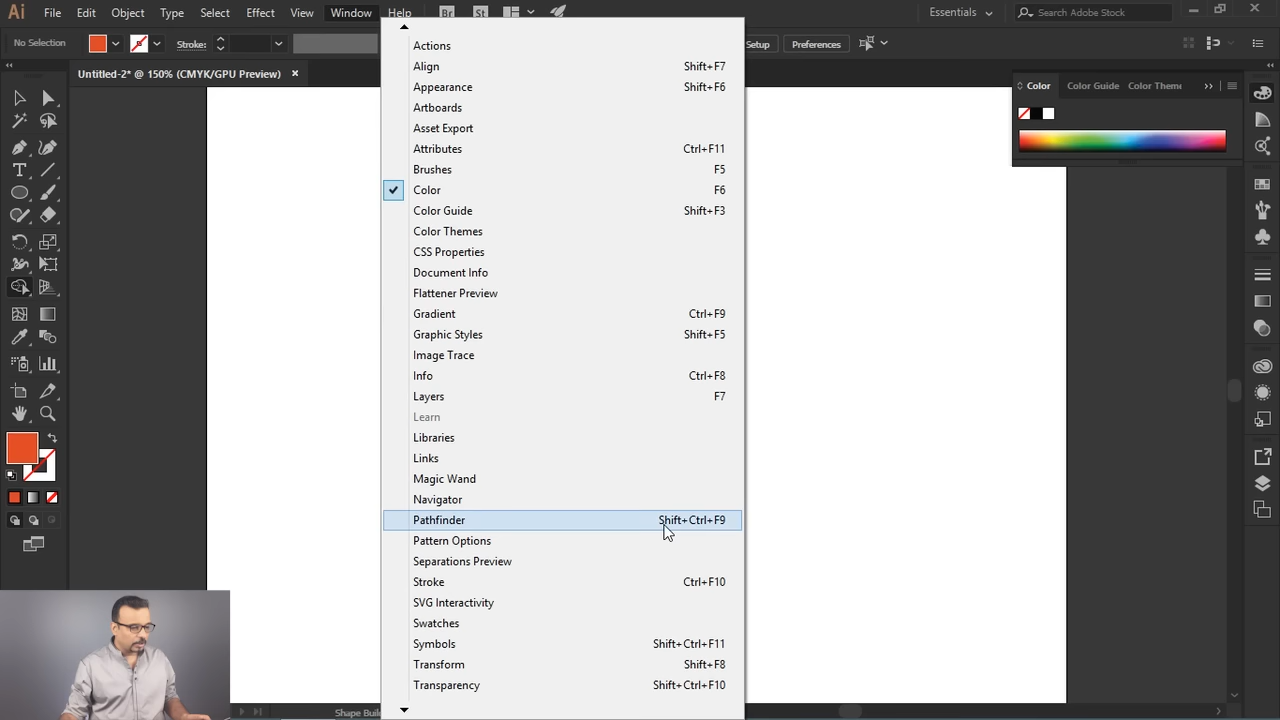 Ai File Edit Object Type Select Effect View Window Help Br St Essentials Search Adobe Stock
No Selection Stroke: Setup Preferences
Untitled-2* @ 150% (CMYK/GPU Preview) ×
Color Color Guide Color Theme
Actions
Align Shift+F7
Appearance Shift+F6
Artboards
Asset Export
Attributes Ctrl+F11
Brushes F5
Color F6
Color Guide Shift+F3
Color Themes
CSS Properties
Document Info
Flattener Preview
Gradient Ctrl+F9
Graphic Styles Shift+F5
Image Trace
Info Ctrl+F8
Layers F7
Learn
Libraries
Links
Magic Wand
Navigator
Pathfinder Shift+Ctrl+F9
Pattern Options
Separations Preview
Stroke Ctrl+F10
SVG Interactivity
Swatches
Symbols Shift+Ctrl+F11
Transform Shift+F8
Transparency Shift+Ctrl+F10
Shape Buil